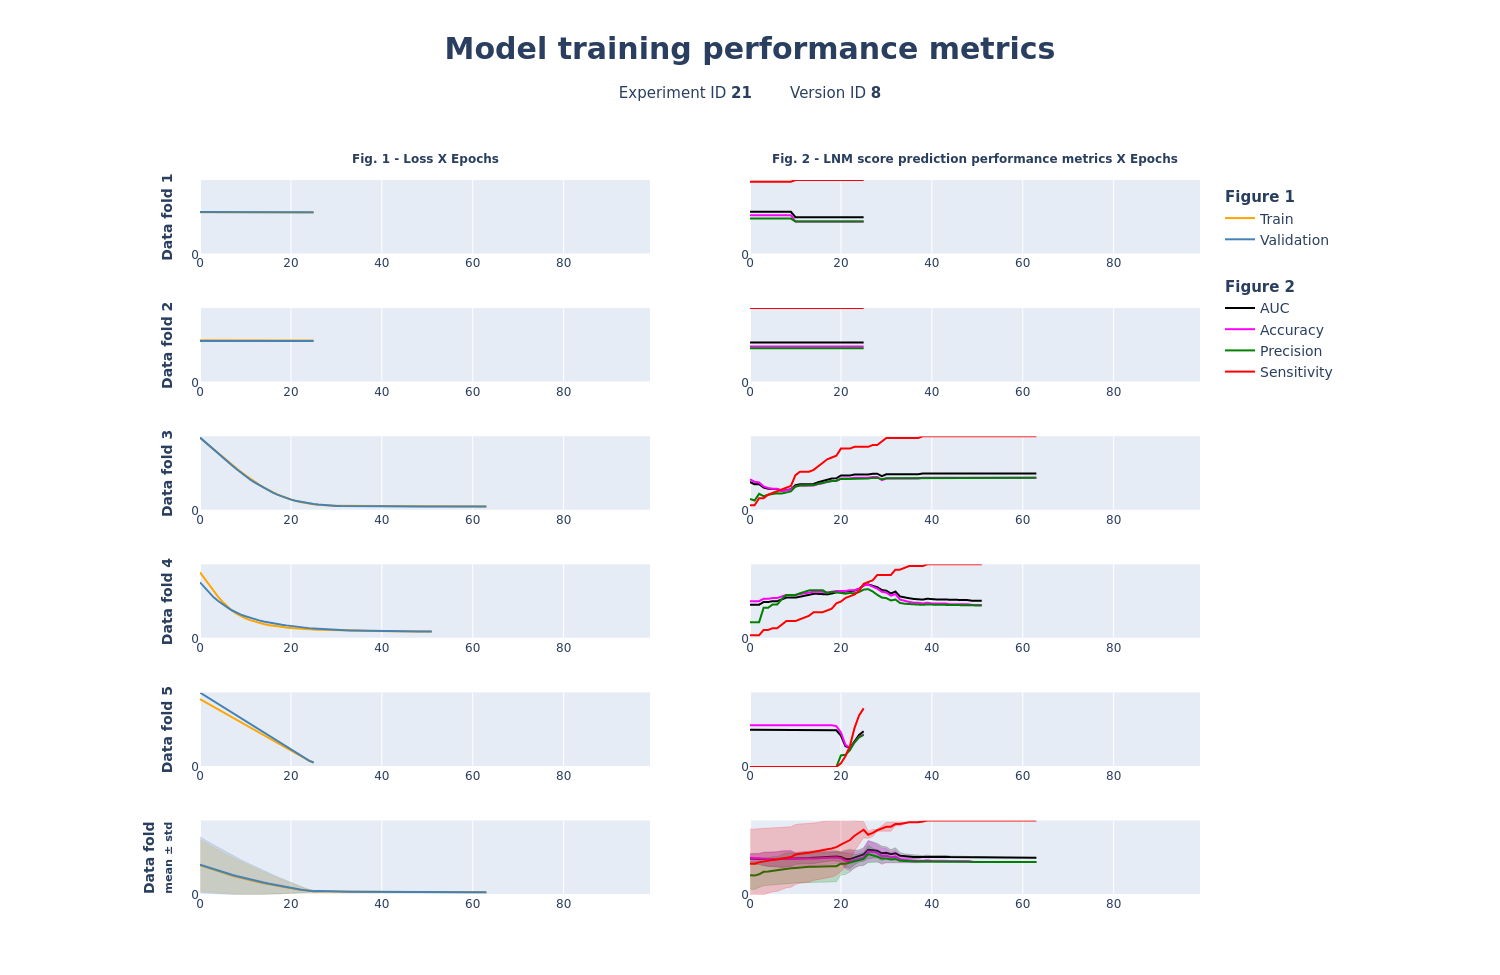 Model training performance metrics
Experiment ID 21 Version ID 8
Fig. 1 - Loss X Epochs
Fig. 2 - LNM score prediction performance metrics X Epochs
Data fold 1
0
0 20 40 60 80
0
0 20 40 60 80
Figure 1
Train
Validation
Figure 2
AUC
Accuracy
Precision
Sensitivity
Data fold 2
0
0 20 40 60 80
0
0 20 40 60 80
Data fold 3
0
0 20 40 60 80
0
0 20 40 60 80
Data fold 4
0
0 20 40 60 80
0
0 20 40 60 80
Data fold 5
0
0 20 40 60 80
0
0 20 40 60 80
Data fold
mean ± std
0
0 20 40 60 80
0
0 20 40 60 80